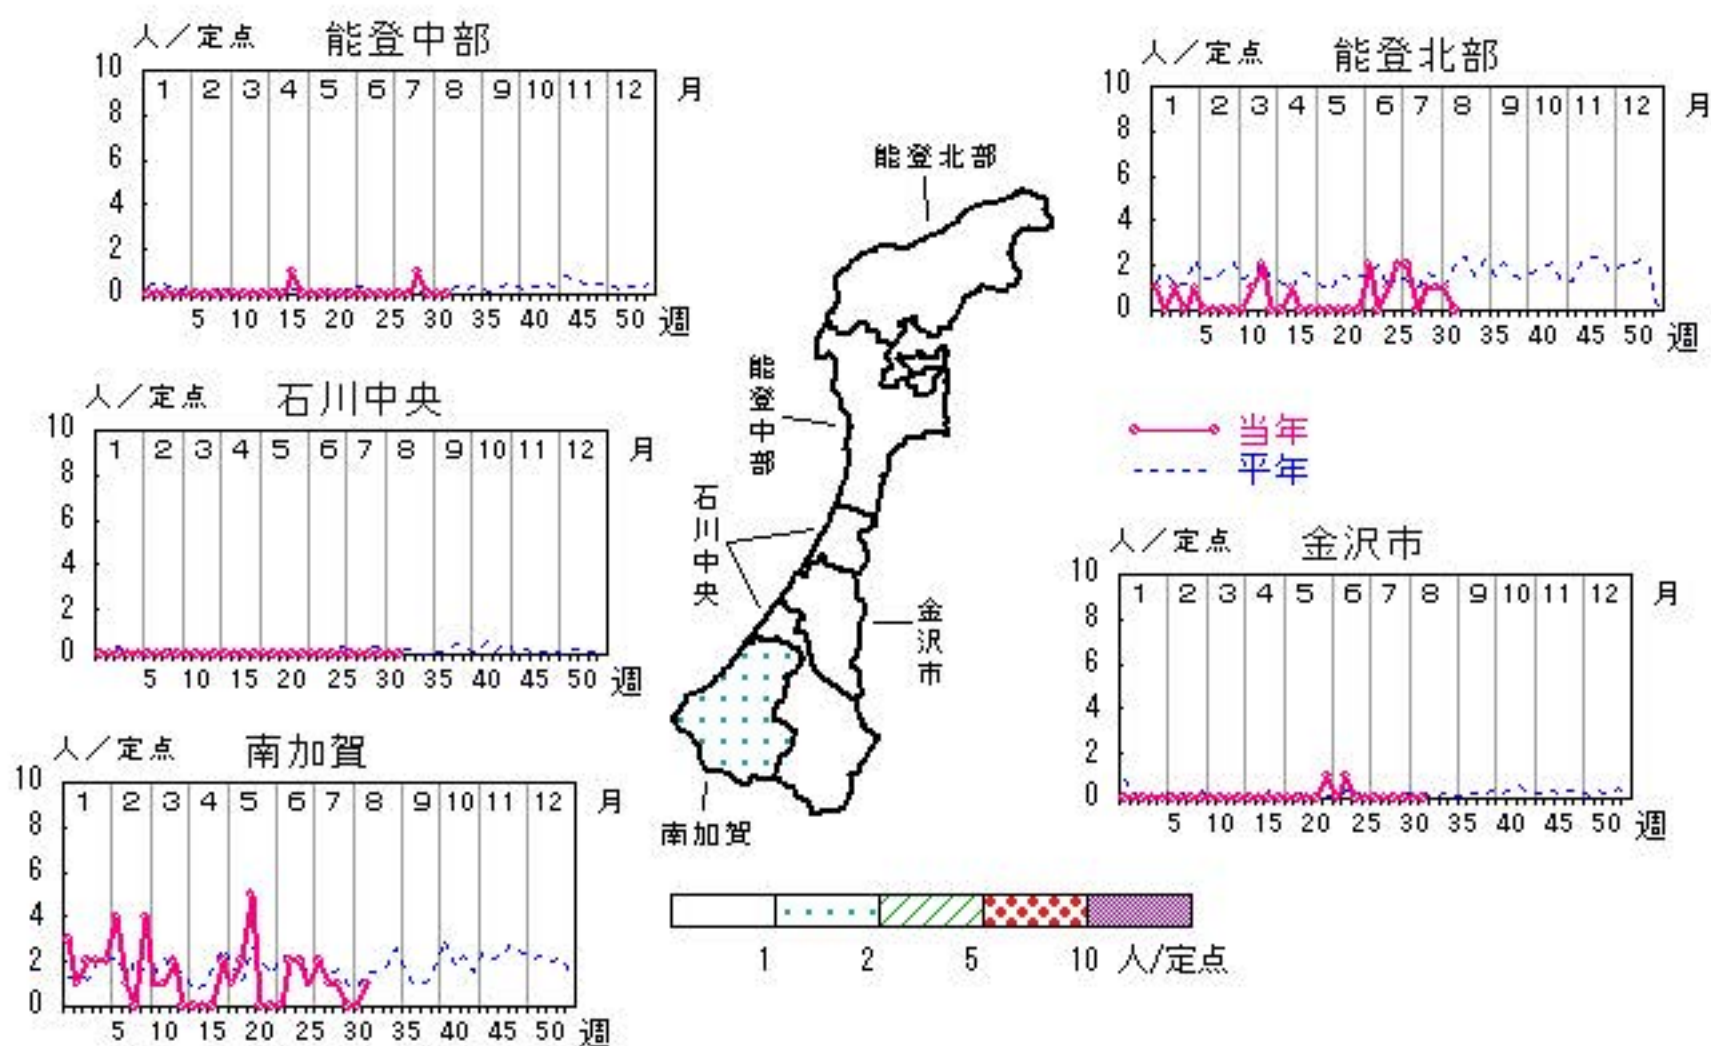 人／定点 能登中部
10 8 6 4 2 0
1 2 3 4 5 6 7 8 9 10 11 12 月
5 10 15 20 25 30 35 40 45 50 週
人／定点 能登北部
10 8 6 4 2 0
1 2 3 4 5 6 7 8 9 10 11 12 月
5 10 15 20 25 30 35 40 45 50 週
能登北部
能登中部
石川中央
金沢市
南加賀
人／定点 石川中央
10 8 6 4 2 0
1 2 3 4 5 6 7 8 9 10 11 12 月
5 10 15 20 25 30 35 40 45 50 週
当年
平年
人／定点 金沢市
10 8 6 4 2 0
1 2 3 4 5 6 7 8 9 10 11 12 月
5 10 15 20 25 30 35 40 45 50 週
人／定点 南加賀
10 8 6 4 2 0
1 2 3 4 5 6 7 8 9 10 11 12 月
5 10 15 20 25 30 35 40 45 50 週
1 2 5 10 人/定点